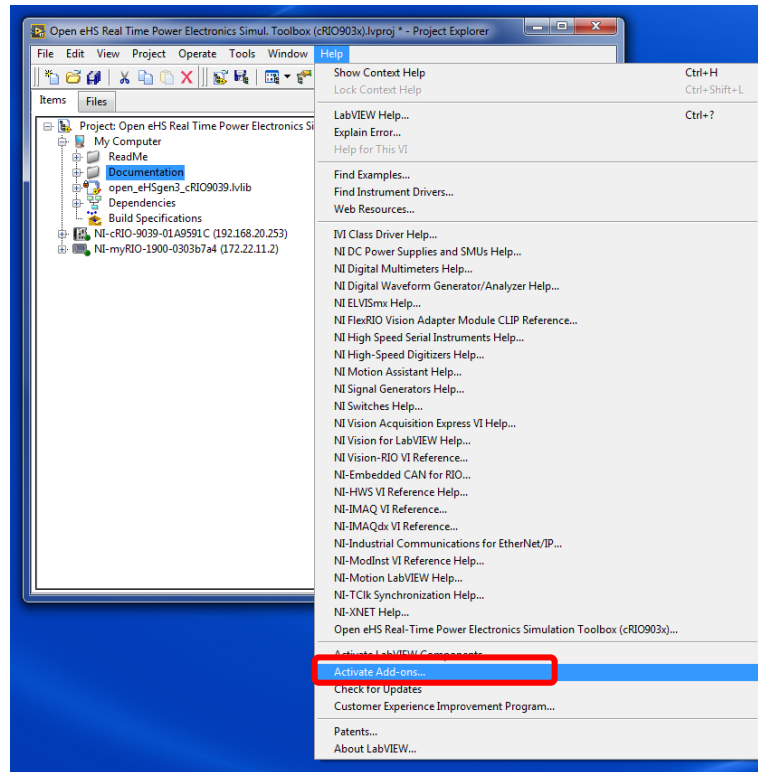 Open eHS Real Time Power Electronics Simul. Toolbox (cRIO903x).lvproj * - Project Explorer
File Edit View Project Operate Tools Window Help
Items Files
Project: Open eHS Real Time Power Electronics Si
My Computer
ReadMe
Documentation
open_eHSgen3_cRIO9039.lvlib
Dependencies
Build Specifications
NI-cRIO-9039-01A9591C (192.168.20.253)
NI-myRIO-1900-0303b7a4 (172.22.11.2)
Show Context Help Ctrl+H
Lock Context Help Ctrl+Shift+L
LabVIEW Help... Ctrl+?
Explain Error...
Help for This VI
Find Examples...
Find Instrument Drivers...
Web Resources...
IVI Class Driver Help...
NI DC Power Supplies and SMUs Help...
NI Digital Multimeters Help...
NI Digital Waveform Generator/Analyzer Help...
NI ELVISmx Help...
NI FlexRIO Vision Adapter Module CLIP Reference...
NI High Speed Serial Instruments Help...
NI High-Speed Digitizers Help...
NI Motion Assistant Help...
NI Signal Generators Help...
NI Switches Help...
NI Vision Acquisition Express VI Help...
NI Vision for LabVIEW Help...
NI Vision-RIO VI Reference...
NI-Embedded CAN for RIO...
NI-HWS VI Reference Help...
NI-IMAQ VI Reference...
NI-IMAQdx VI Reference...
NI-Industrial Communications for EtherNet/IP...
NI-ModInst VI Reference Help...
NI-Motion LabVIEW Help...
NI-TClk Synchronization Help...
NI-XNET Help...
Open eHS Real-Time Power Electronics Simulation Toolbox (cRIO903x)...
Activate LabVIEW Components...
Activate Add-ons...
Check for Updates
Customer Experience Improvement Program...
Patents...
About LabVIEW...